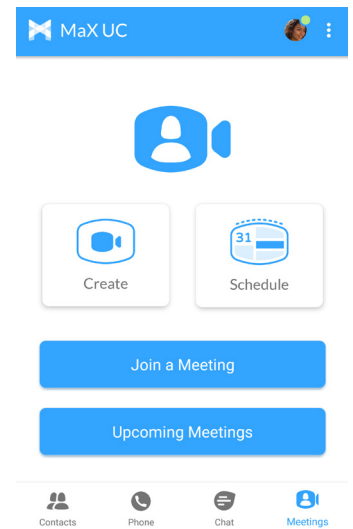 MaX UC
31
Create
Schedule
Join a Meeting
Upcoming Meetings
Contacts
Phone
Chat
Meetings